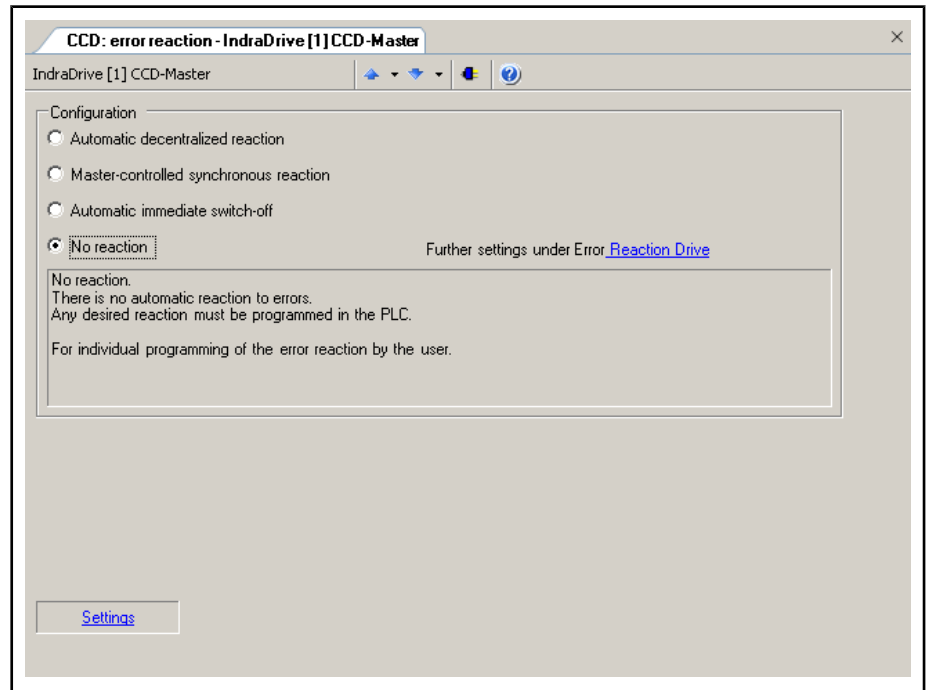 CCD: error reaction - IndraDrive [1] CCD-Master
IndraDrive [1] CCD-Master
Configuration
Automatic decentralized reaction
Master-controlled synchronous reaction
Automatic immediate switch-off
No reaction
Further settings under Error Reaction Drive
No reaction.
There is no automatic reaction to errors.
Any desired reaction must be programmed in the PLC.
For individual programming of the error reaction by the user.
Settings